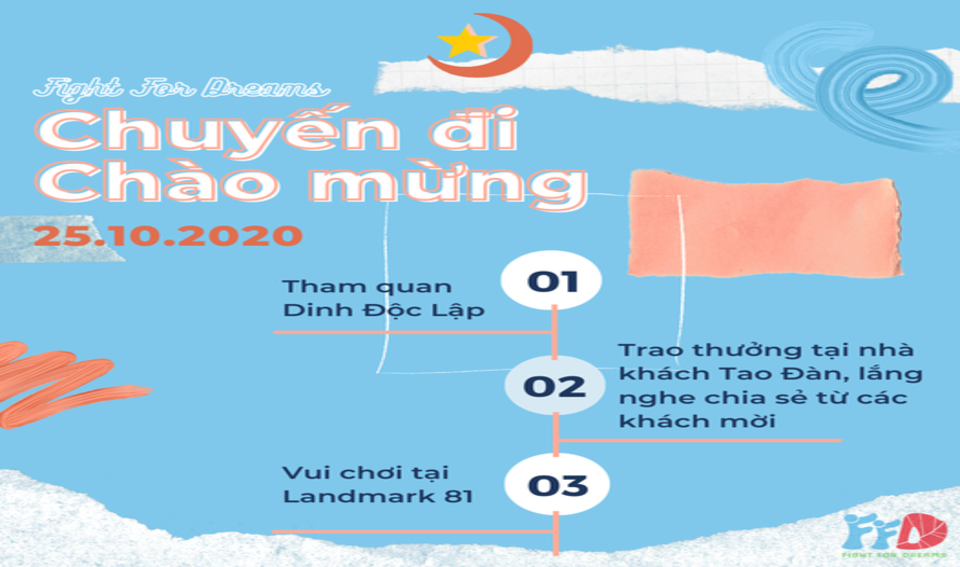 Fight For Dreams
Chuyến đi
Chào mừng
25.10.2020
01
Tham quan
Dinh Độc Lập
02
Trao thưởng tại nhà
khách Tao Đàn, lắng
nghe chia sẻ từ các
khách mời
03
Vui chơi tại
Landmark 81
FFD
FIGHT FOR DREAMS